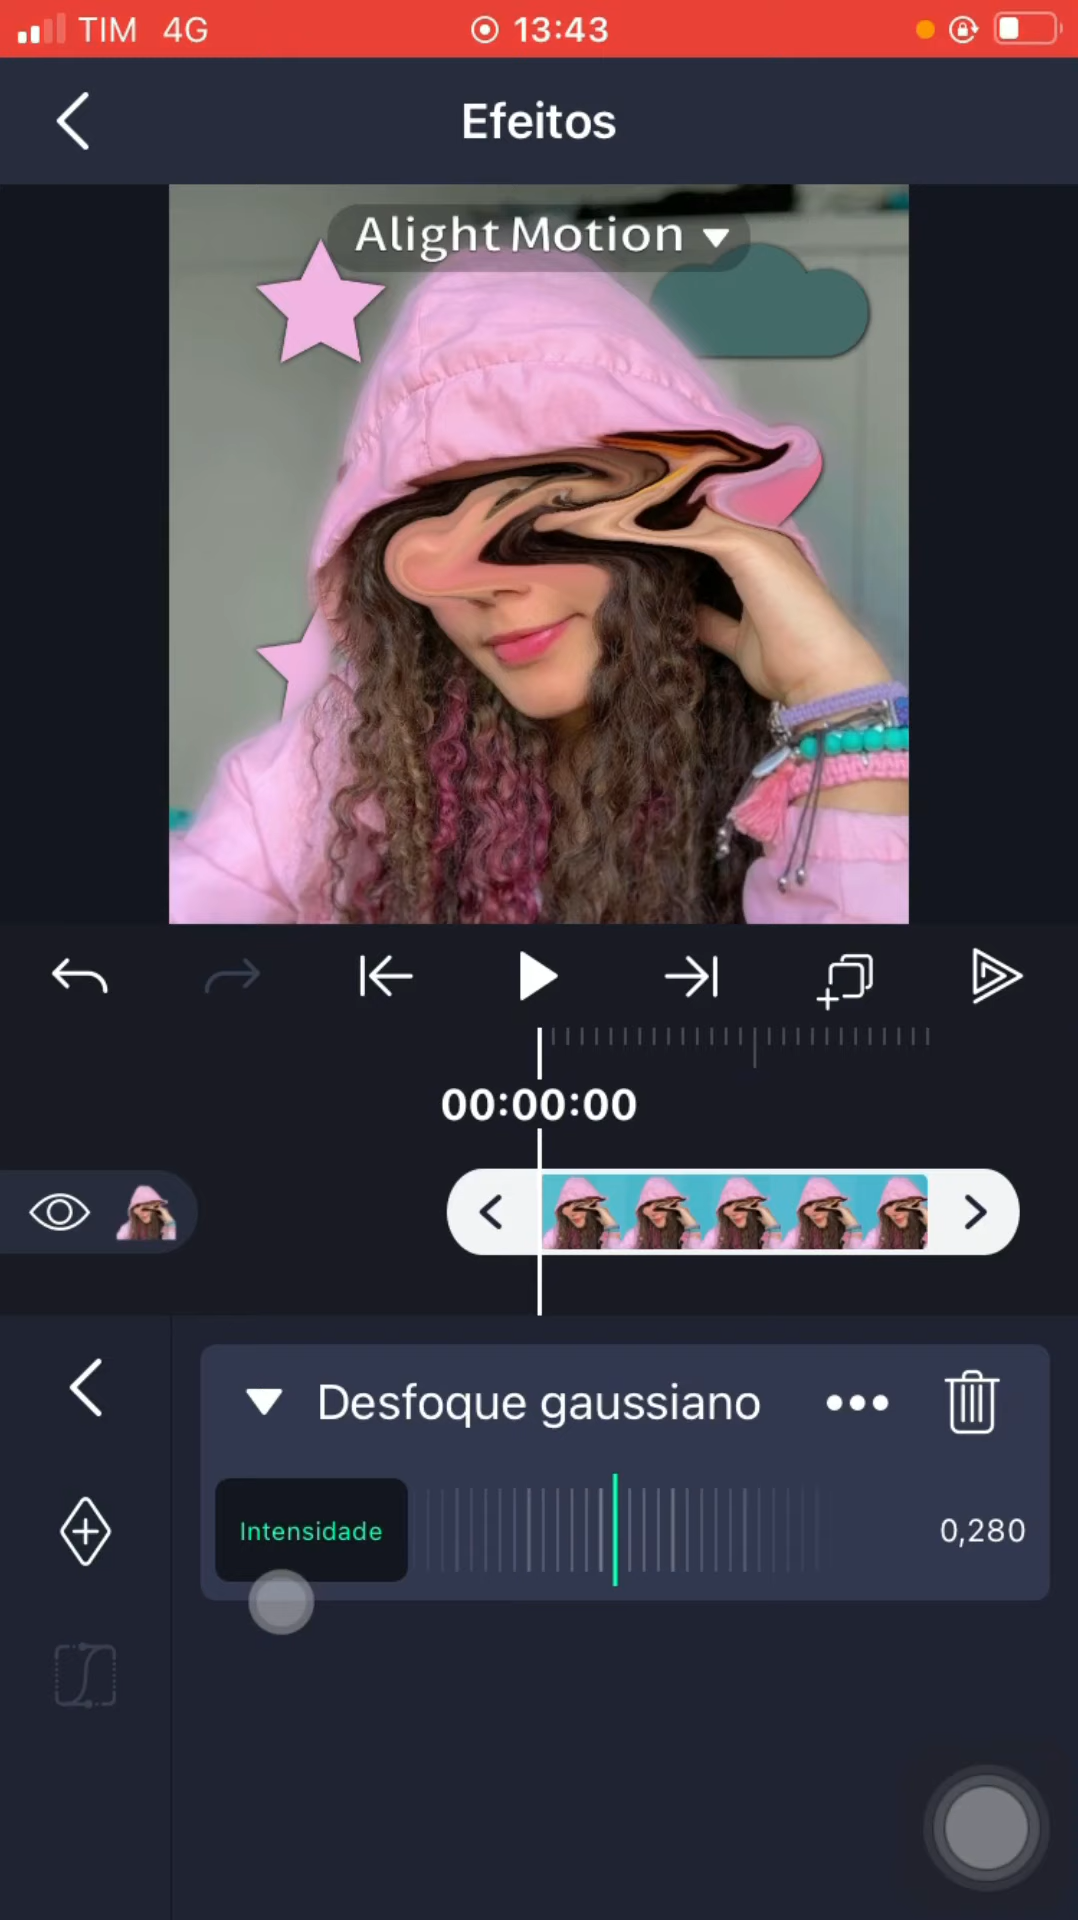 TIM 4G 13:43
Efeitos
Alight Motion
00:00:00
Desfoque gaussiano
Intensidade 0,280